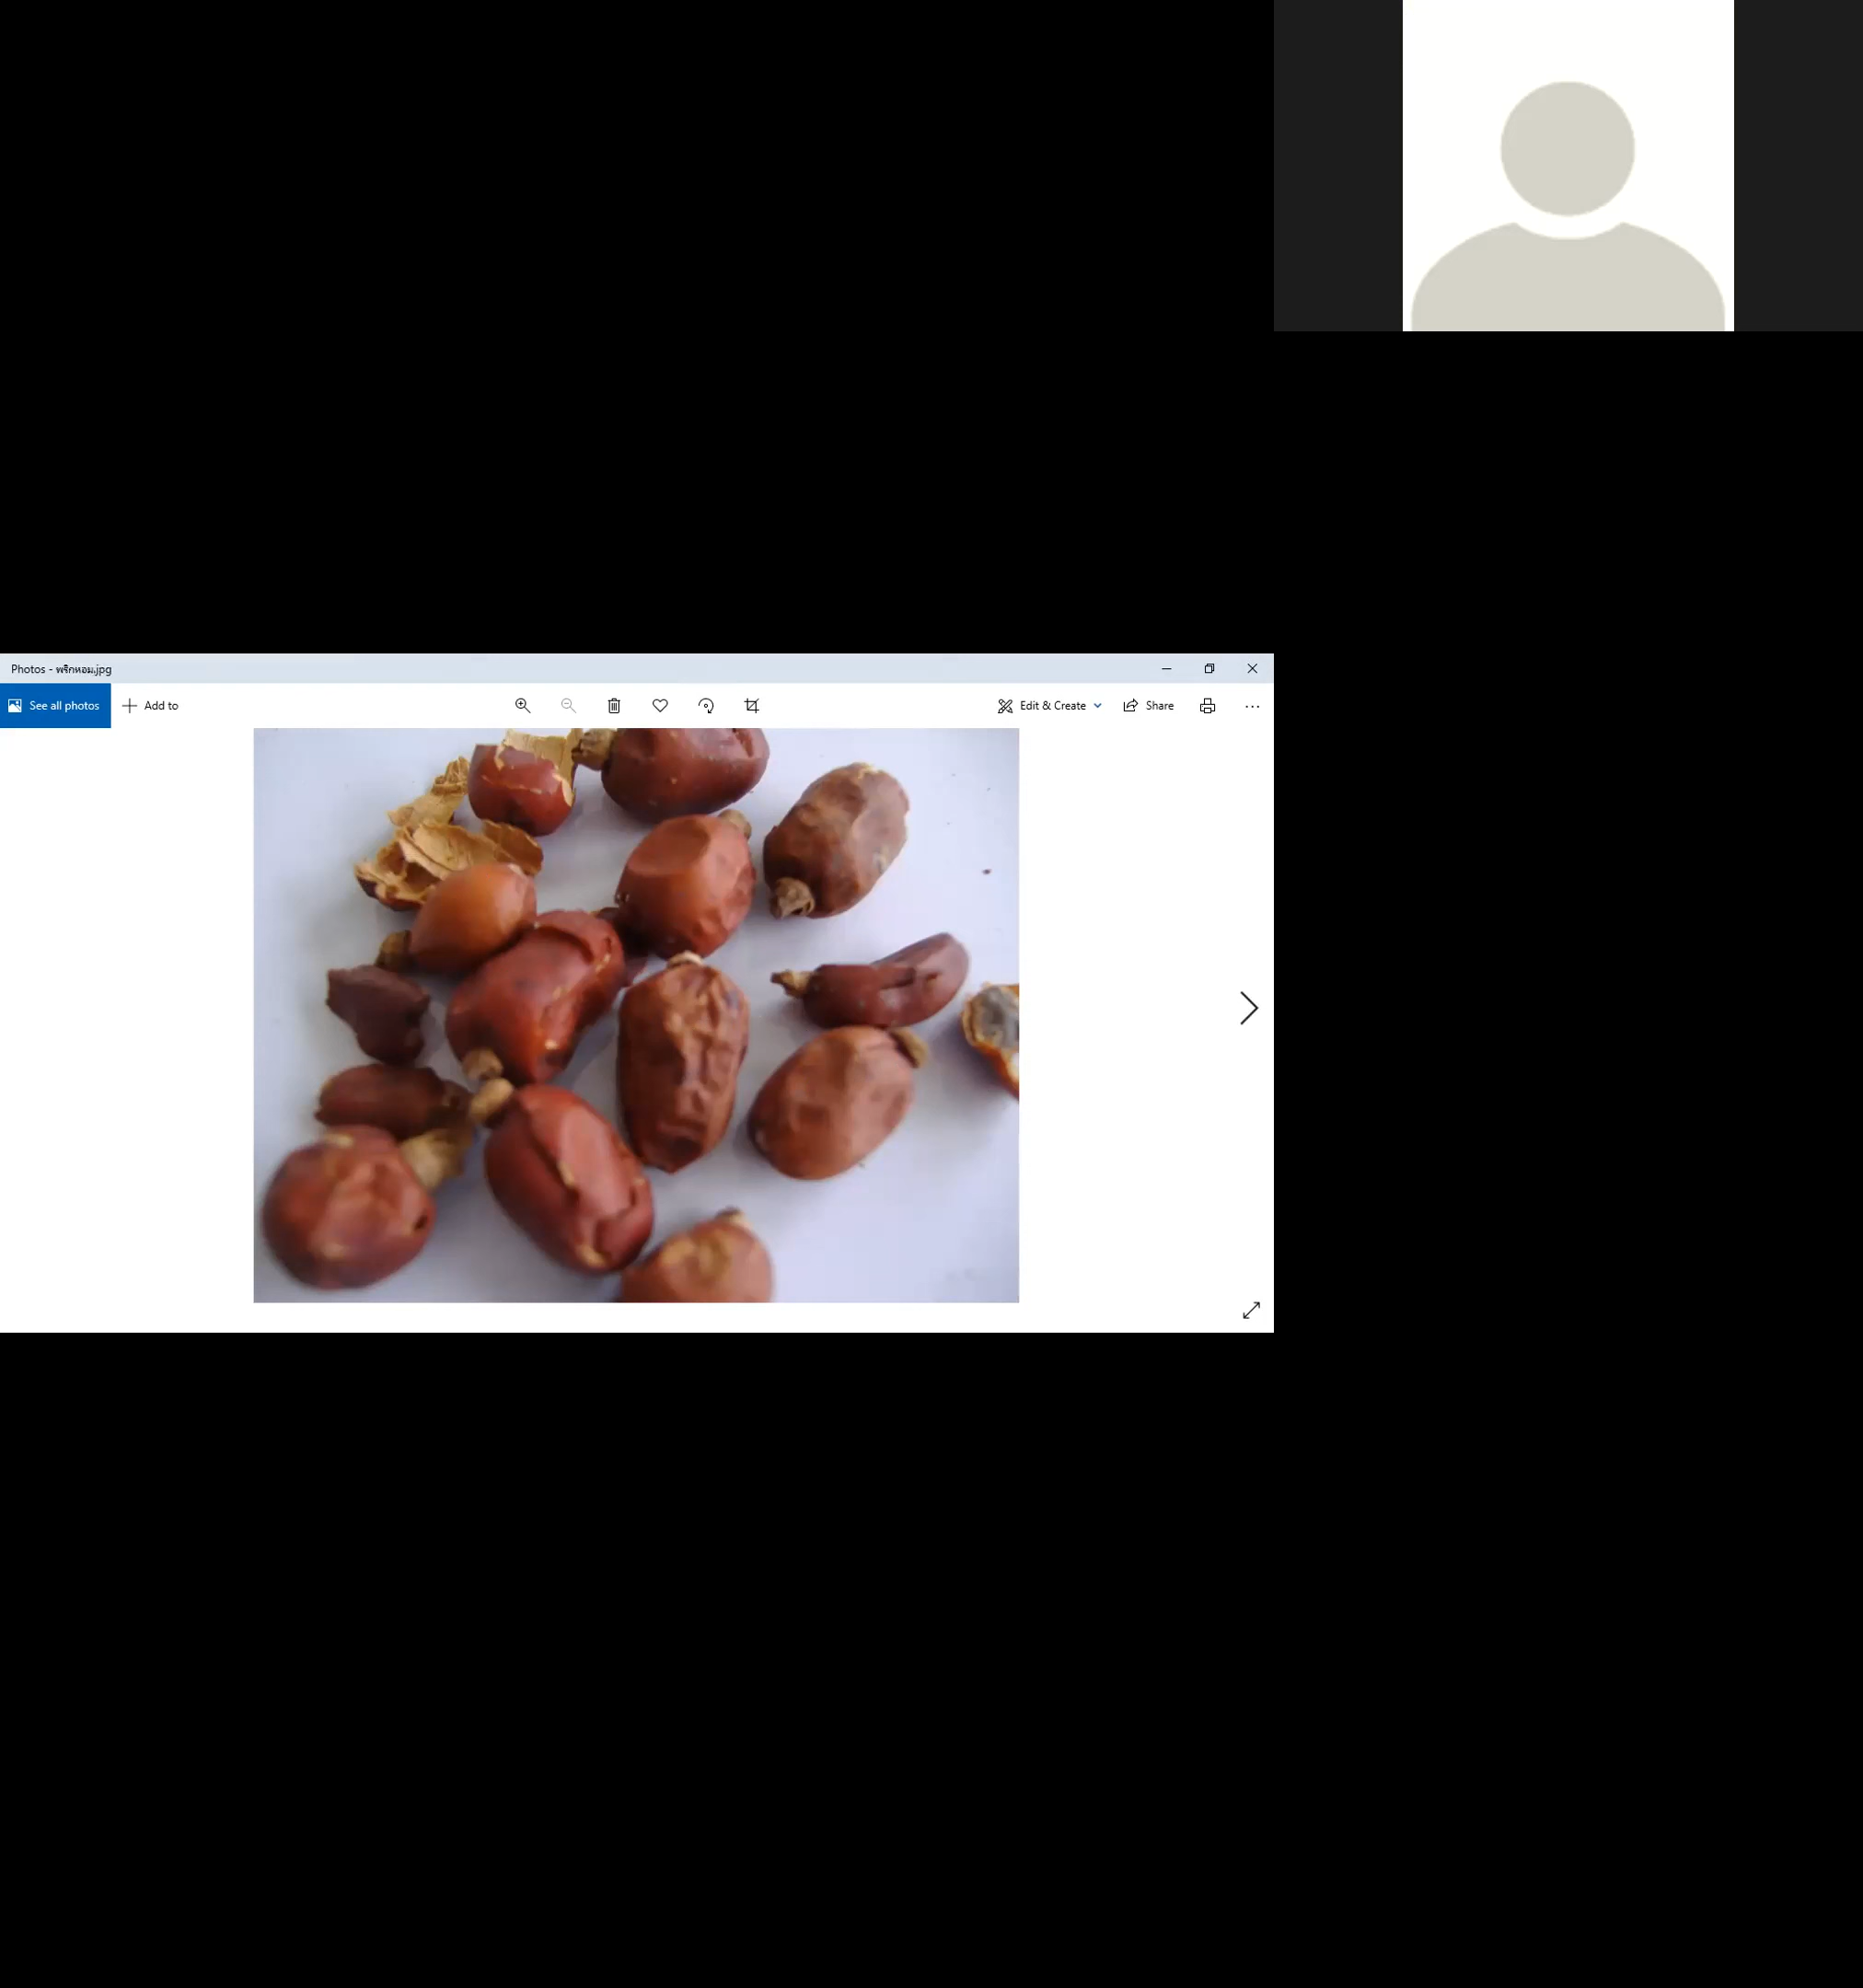 Photos - พริกหอม.jpg
See all photos
Add to
Edit & Create
Share